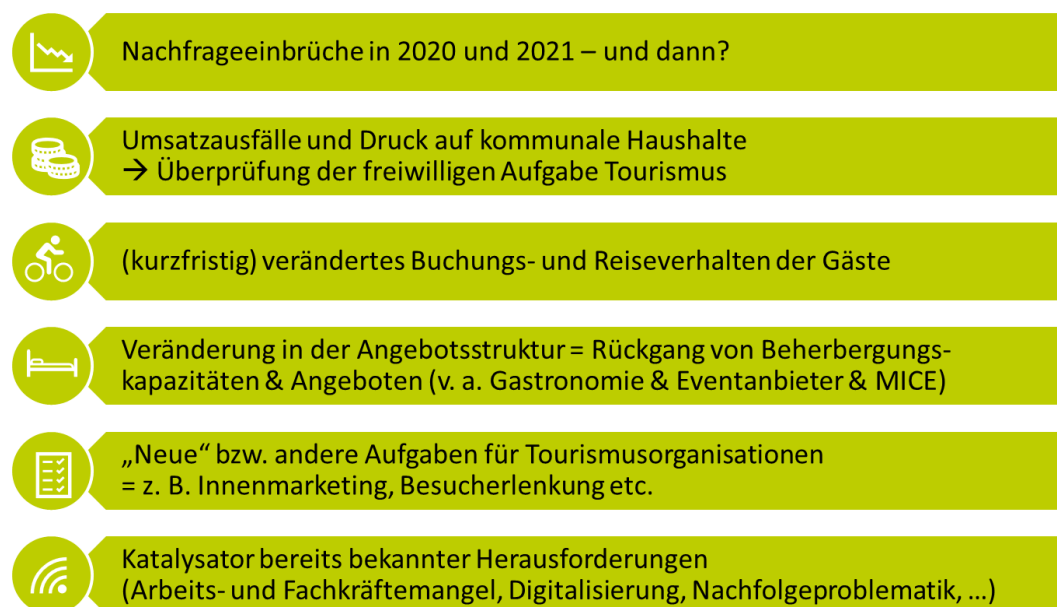 Nachfrageeinbrüche in 2020 und 2021 – und dann?
Umsatzausfälle und Druck auf kommunale Haushalte
→ Überprüfung der freiwilligen Aufgabe Tourismus
(kurzfristig) verändertes Buchungs- und Reiseverhalten der Gäste
Veränderung in der Angebotsstruktur = Rückgang von Beherbergungs-
kapazitäten & Angeboten (v. a. Gastronomie & Eventanbieter & MICE)
„Neue“ bzw. andere Aufgaben für Tourismusorganisationen
= z. B. Innenmarketing, Besucherlenkung etc.
Katalysator bereits bekannter Herausforderungen
(Arbeits- und Fachkräftemangel, Digitalisierung, Nachfolgeproblematik, …)